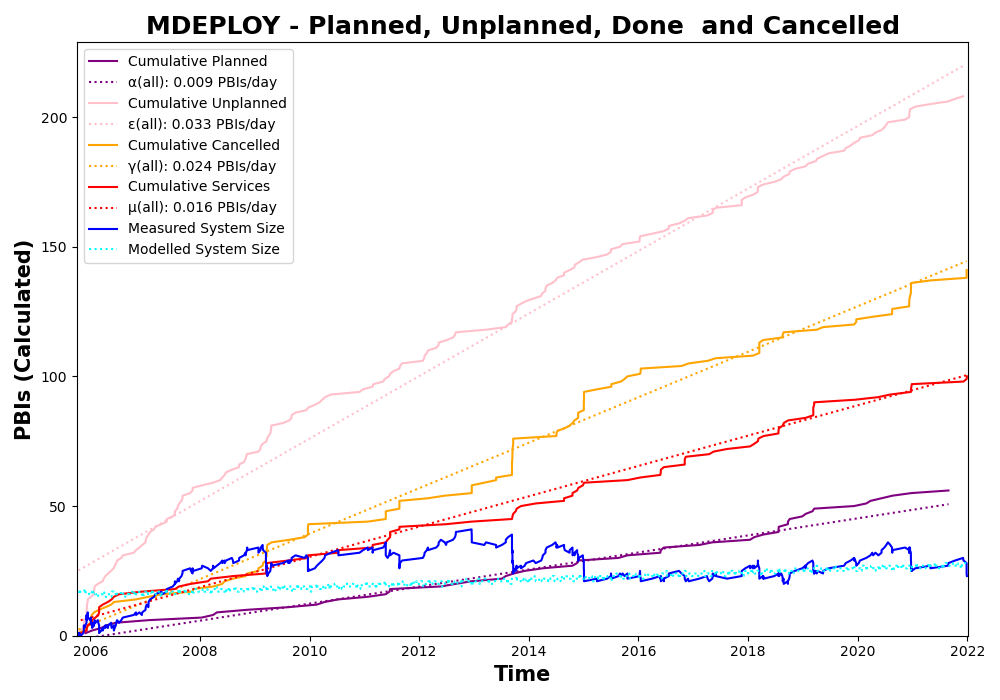 MDEPLOY - Planned, Unplanned, Done  and Cancelled
Cumulative Planned
α(all): 0.009 PBIs/day
Cumulative Unplanned
ε(all): 0.033 PBIs/day
Cumulative Cancelled
γ(all): 0.024 PBIs/day
Cumulative Services
μ(all): 0.016 PBIs/day
Measured System Size
Modelled System Size
PBIs (Calculated)
200
150
100
50
0
2006 2008 2010 2012 2014 2016 2018 2020 2022
Time